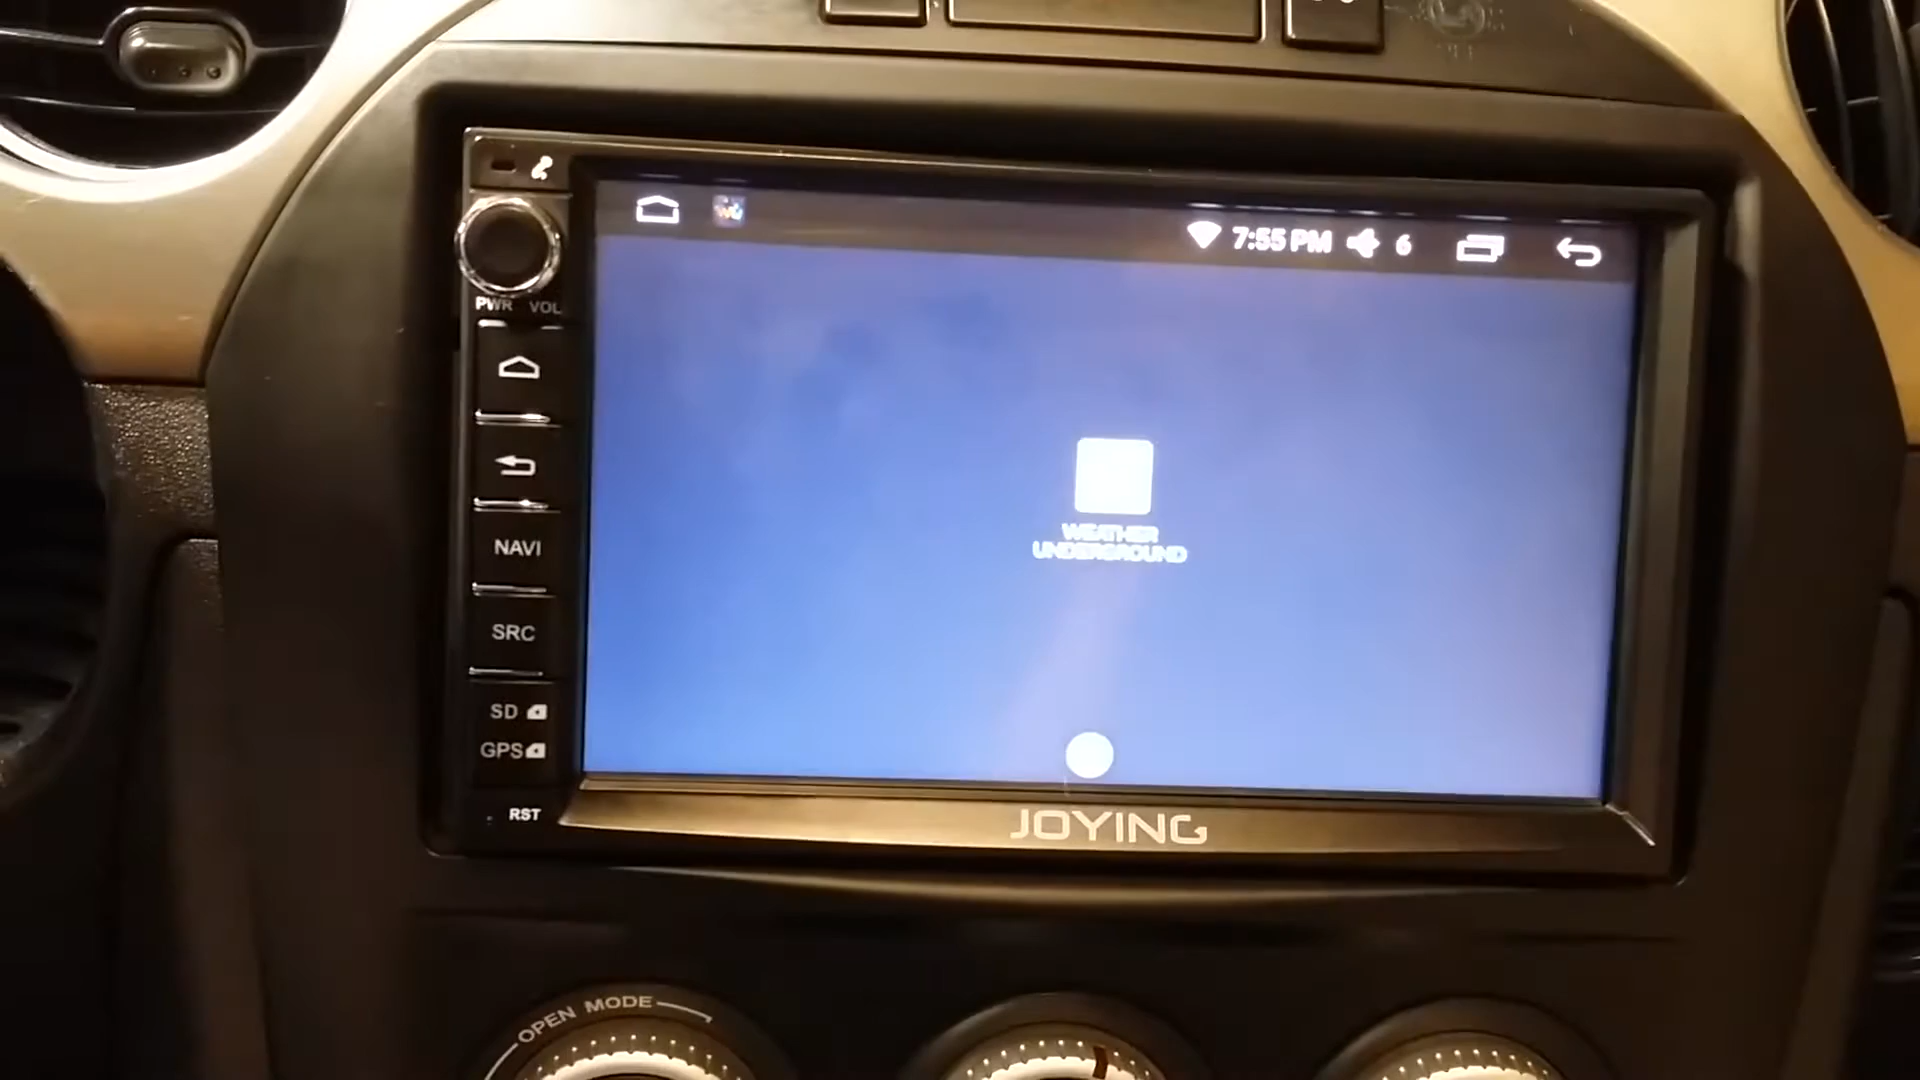 7:55 PM 6
PWR VOL
WEATHER
UNDERGROUND
NAVI
SRC
SD
GPS
RST
JOYING
OPEN MODE